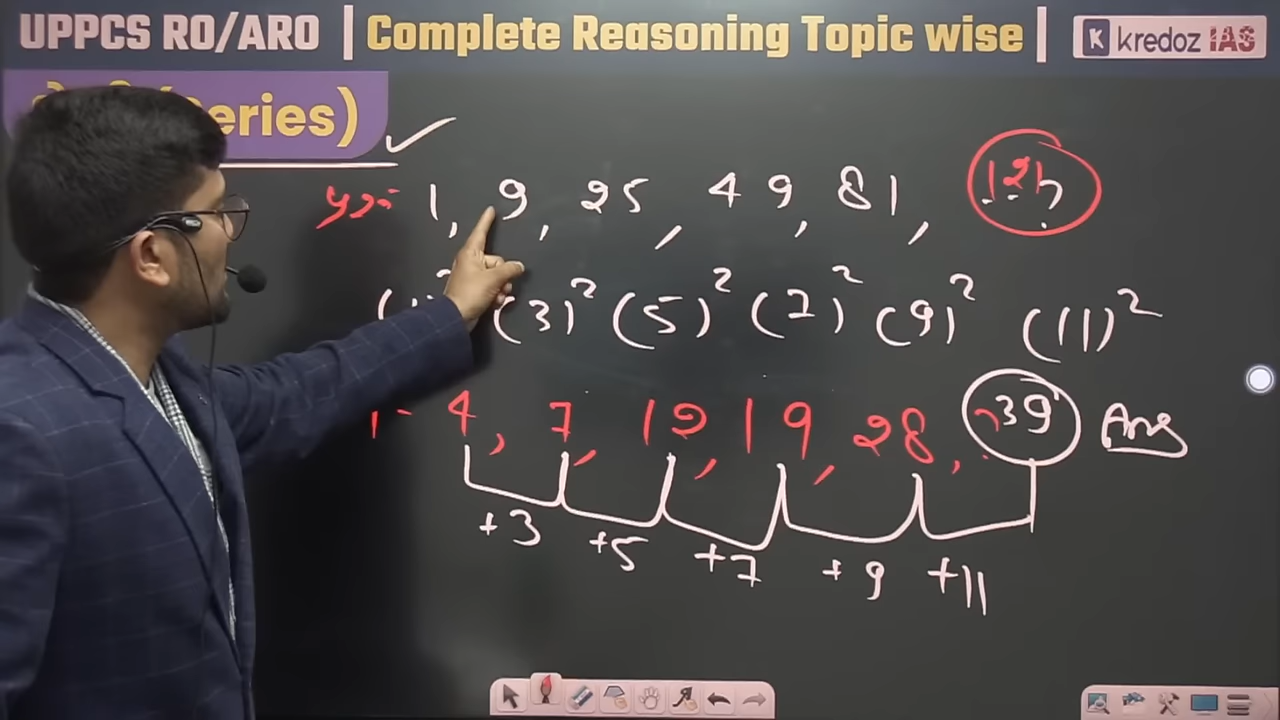 UPPCS RO/ARO | Complete Reasoning Topic wise | K kredoz IAS
eries)
1, 9, 25, 49, 81, 121
(3)² (5)² (7)² (9)² (11)²
4, 7, 12, 19, 28, 39 Ans
+3 +5 +7 +9 +11